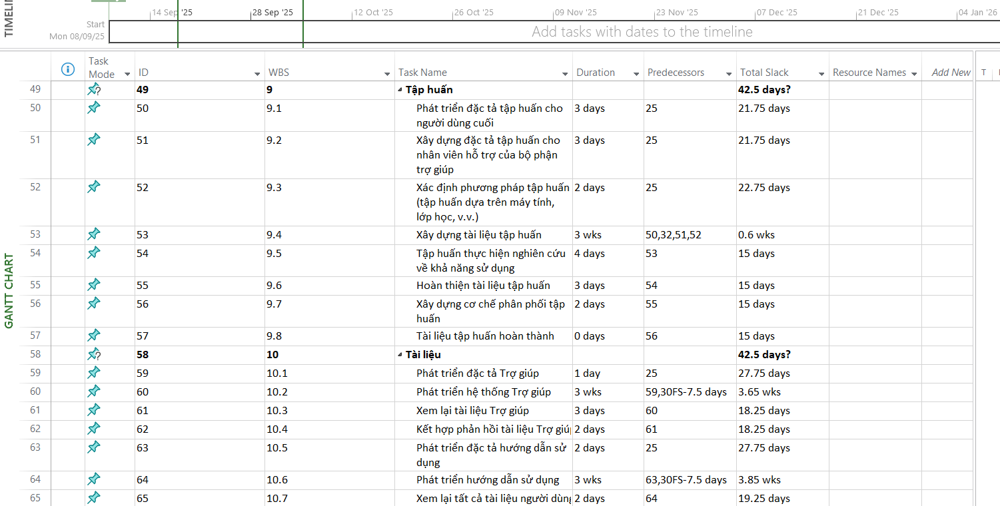 TIMELIN
14 Sep '25 28 Sep '25 12 Oct '25 26 Oct '25 09 Nov '25 23 Nov '25 07 Dec '25 21 Dec '25 04 Jan '26
Start
Mon 08/09/25
Add tasks with dates to the timeline
GANTT CHART
Task Mode ID WBS Task Name Duration Predecessors Total Slack Resource Names Add New T
49 49 9 Tập huấn 42.5 days?
50 50 9.1 Phát triển đặc tả tập huấn cho 3 days 25 21.75 days
người dùng cuối
51 51 9.2 Xây dựng đặc tả tập huấn cho 3 days 25 21.75 days
nhân viên hỗ trợ của bộ phận
trợ giúp
52 52 9.3 Xác định phương pháp tập huấn 2 days 25 22.75 days
(tập huấn dựa trên máy tính,
lớp học, v.v.)
53 53 9.4 Xây dựng tài liệu tập huấn 3 wks 50,32,51,52 0.6 wks
54 54 9.5 Tập huấn thực hiện nghiên cứu 4 days 53 15 days
về khả năng sử dụng
55 55 9.6 Hoàn thiện tài liệu tập huấn 3 days 54 15 days
56 56 9.7 Xây dựng cơ chế phân phối tập 2 days 55 15 days
huấn
57 57 9.8 Tài liệu tập huấn hoàn thành 0 days 56 15 days
58 58 10 Tài liệu 42.5 days?
59 59 10.1 Phát triển đặc tả Trợ giúp 1 day 25 27.75 days
60 60 10.2 Phát triển hệ thống Trợ giúp 3 wks 59,30FS-7.5 days 3.65 wks
61 61 10.3 Xem lại tài liệu Trợ giúp 3 days 60 18.25 days
62 62 10.4 Kết hợp phản hồi tài liệu Trợ giúp 2 days 61 18.25 days
63 63 10.5 Phát triển đặc tả hướng dẫn sử 2 days 25 27.75 days
dụng
64 64 10.6 Phát triển hướng dẫn sử dụng 3 wks 63,30FS-7.5 days 3.85 wks
65 65 10.7 Xem lại tất cả tài liệu người dùng 2 days 64 19.25 days